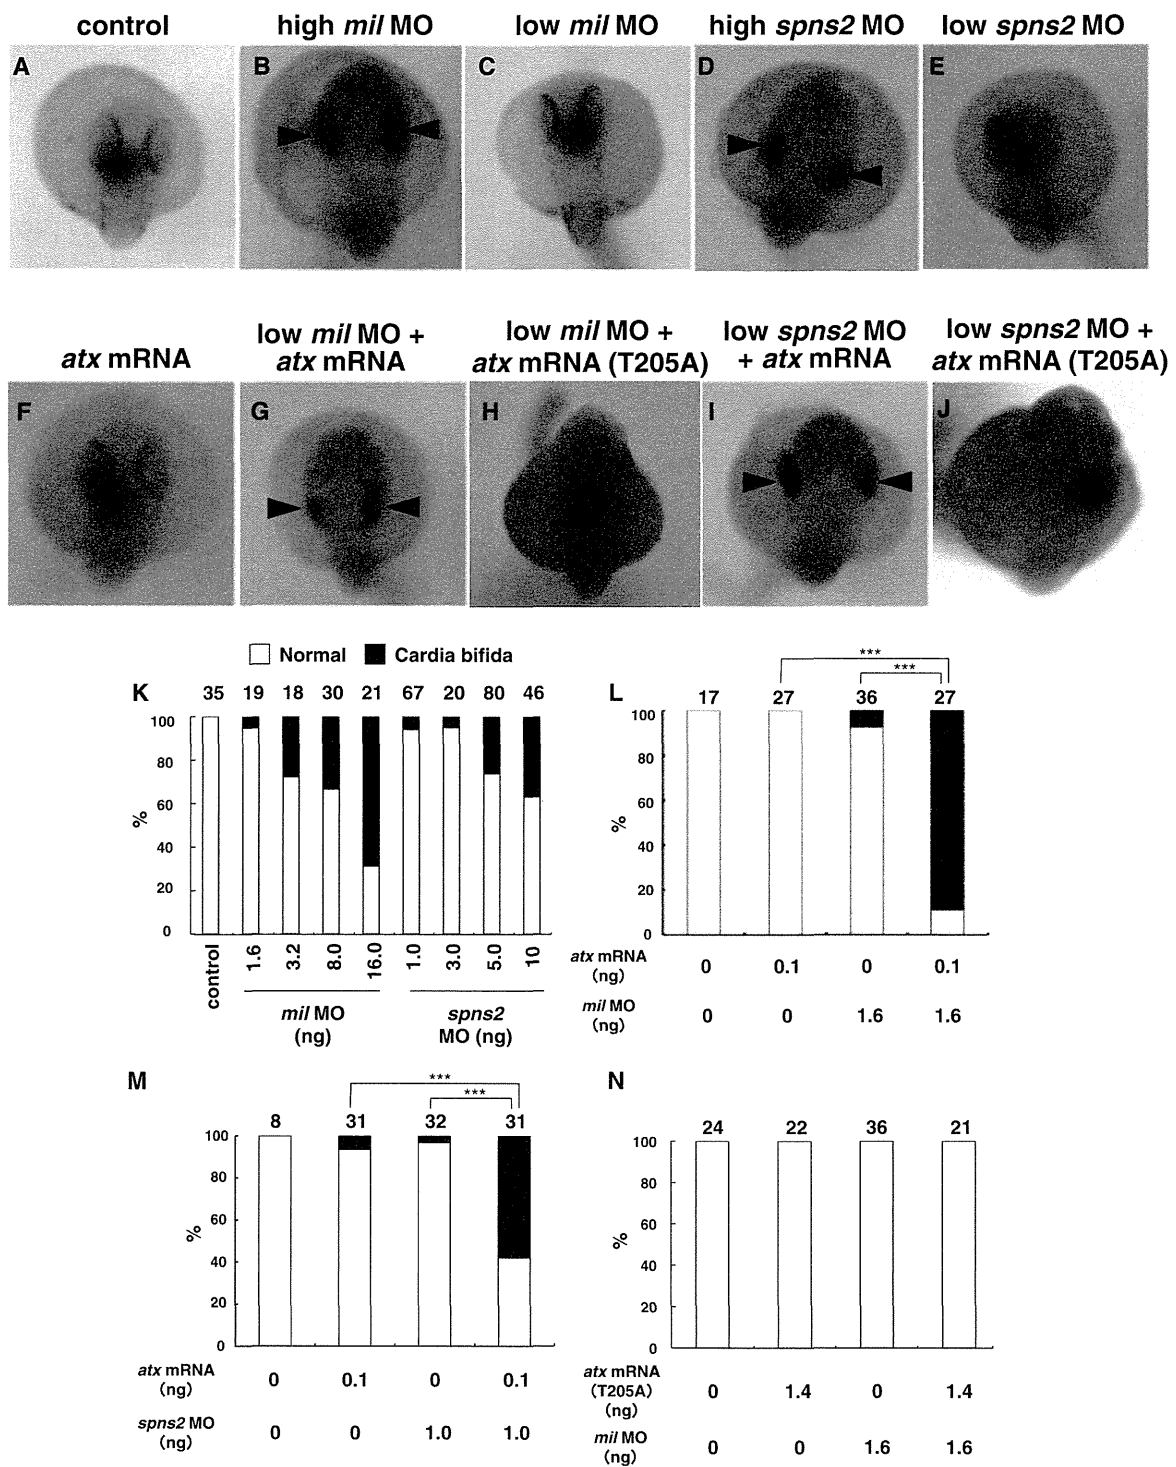 control high mil MO low mil MO high spns2 MO low spns2 MO
A B C D E
low mil MO + low mil MO + low spns2 MO low spns2 MO +
atx mRNA atx mRNA atx mRNA (T205A) + atx mRNA atx mRNA (T205A)
F G H I J
Normal Cardia bifida
K 35 19 18 30 21 67 20 80 46
100
80
60
%
40
20
0
control 1.6 3.2 8.0 16.0 1.0 3.0 5.0 10
mil MO spns2
(ng) MO (ng)
*** 
***
L 17 27 36 27
100
80
60
%
40
20
0
atx mRNA 0 0.1 0 0.1
(ng)
mil MO 0 0 1.6 1.6
(ng)
M
***
***
8 31 32 31
100
80
60
%
40
20
0
atx mRNA 0 0.1 0 0.1
(ng)
spns2 MO 0 0 1.0 1.0
(ng)
N
24 22 36 21
100
80
60
%
40
20
0
atx mRNA
(T205A) 0 1.4 0 1.4
(ng)
mil MO 0 0 1.6 1.6
(ng)